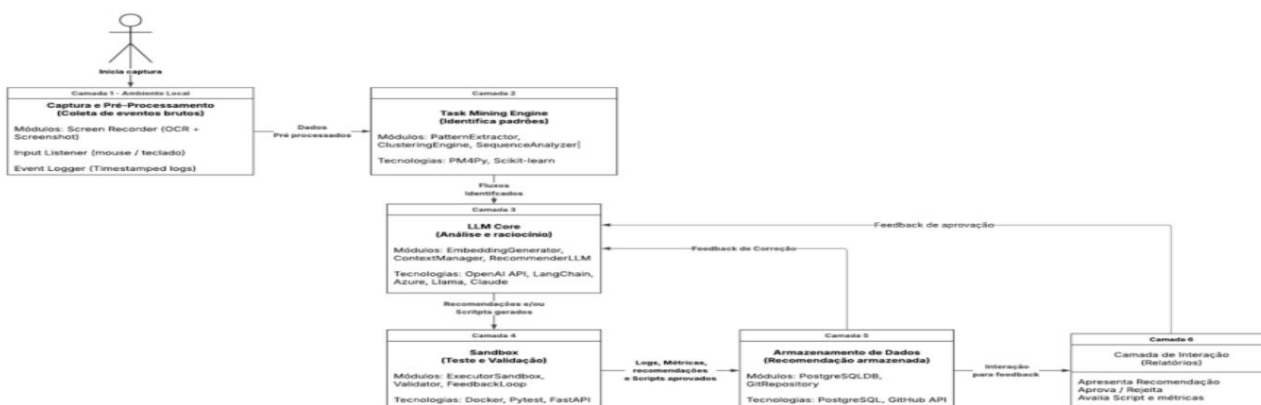 Inicia captura
Camada 1 - Ambiente Local
Captura e Pré-Processamento
(Coleta de eventos brutos)
Módulos: Screen Recorder (OCR +
Screenshot)
Input Listener (mouse / teclado)
Event Logger (Timestamped logs)
Dados
Pré processados
Camada 2
Task Mining Engine
(Identifica padrões)
Módulos: PatternExtractor,
ClusteringEngine, SequenceAnalyzer|
Tecnologias: PM4Py, Scikit-learn
Fluxos
Identifcados
Camada 3
LLM Core
(Análise e raciocínio)
Módulos: EmbeddingGenerator,
ContextManager, RecommenderLLM
Tecnologias: OpenAI API, LangChain,
Azure, Llama, Claude
Feedback de aprovação
Feedback de Correção
Recomendações e/ou
Scritpts gerados
Camada 4
Sandbox
(Teste e Validação)
Módulos: ExecutorSandbox,
Validator, FeedbackLoop
Tecnologias: Docker, Pytest, FastAPI
Logs, Métricas,
recomendações
e Scripts aprovados
Camada 5
Armazenamento de Dados
(Recomendação armazenada)
Módulos: PostgreSQLDB,
GitRepository
Tecnologias: PostgreSQL, GitHub API
Interação
para feedback
Camada 6
Camada de Interação
(Relatórios)
Apresenta Recomendação
Aprova / Rejeita
Avalia Script e métricas